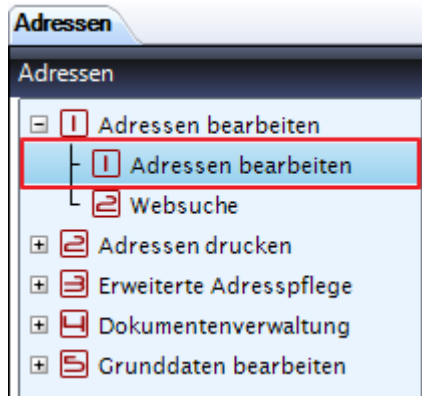 Adressen
Adressen
1 Adressen bearbeiten
1 Adressen bearbeiten
2 Websuche
2 Adressen drucken
3 Erweiterte Adresspflege
4 Dokumentenverwaltung
5 Grunddaten bearbeiten